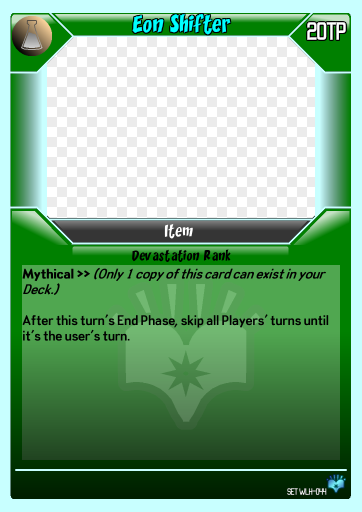 Eon Shifter
20TP
Item
Devastation Rank
Mythical >> (Only 1 copy of this card can exist in your
Deck.)
After this turn's End Phase, skip all Players' turns until
it's the user's turn.
SET WLH-044